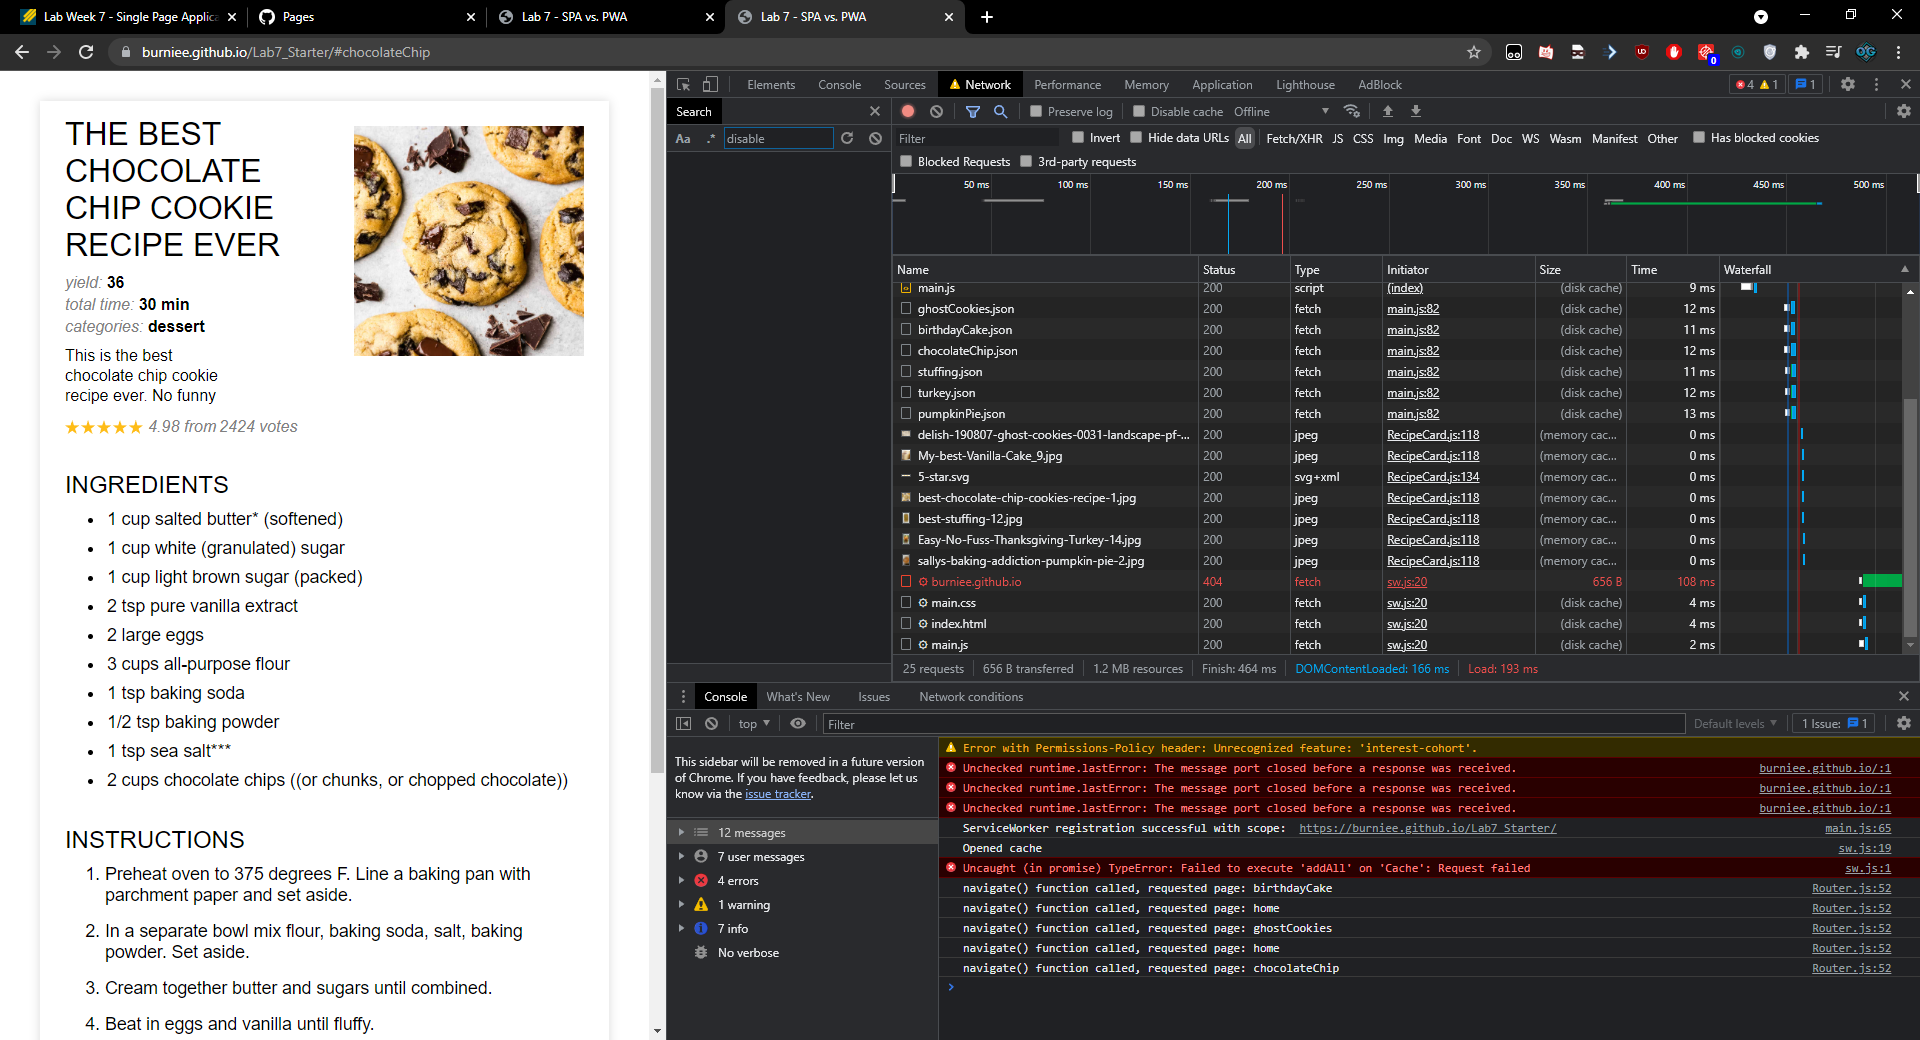 Lab Week 7 - Single Page Applica
Pages
Lab 7 - SPA vs. PWA
Lab 7 - SPA vs. PWA
burniee.github.io/Lab7_Starter/#chocolateChip
0
THE BEST
CHOCOLATE
CHIP COOKIE
RECIPE EVER
yield: 36
total time: 30 min
categories: dessert
This is the best
chocolate chip cookie
recipe ever. No funny
4.98 from 2424 votes
INGREDIENTS
• 1 cup salted butter* (softened)
• 1 cup white (granulated) sugar
• 1 cup light brown sugar (packed)
• 2 tsp pure vanilla extract
• 2 large eggs
• 3 cups all-purpose flour
• 1 tsp baking soda
• 1/2 tsp baking powder
• 1 tsp sea salt***
• 2 cups chocolate chips ((or chunks, or chopped chocolate))
INSTRUCTIONS
1. Preheat oven to 375 degrees F. Line a baking pan with
parchment paper and set aside.
2. In a separate bowl mix flour, baking soda, salt, baking
powder. Set aside.
3. Cream together butter and sugars until combined.
4. Beat in eggs and vanilla until fluffy.
Elements Console Sources Network Performance Memory Application Lighthouse AdBlock 4 1 1
Search
Aa .* disable
Preserve log Disable cache Offline
Filter Invert Hide data URLs All Fetch/XHR JS CSS Img Media Font Doc WS Wasm Manifest Other Has blocked cookies
Blocked Requests 3rd-party requests
50 ms 100 ms 150 ms 200 ms 250 ms 300 ms 350 ms 400 ms 450 ms 500 ms
Name Status Type Initiator Size Time Waterfall
main.js 200 script (index) (disk cache) 9 ms
ghostCookies.json 200 fetch main.js:82 (disk cache) 12 ms
birthdayCake.json 200 fetch main.js:82 (disk cache) 11 ms
chocolateChip.json 200 fetch main.js:82 (disk cache) 12 ms
stuffing.json 200 fetch main.js:82 (disk cache) 11 ms
turkey.json 200 fetch main.js:82 (disk cache) 12 ms
pumpkinPie.json 200 fetch main.js:82 (disk cache) 13 ms
delish-190807-ghost-cookies-0031-landscape-pf-... 200 jpeg RecipeCard.js:118 (memory cac... 0 ms
My-best-Vanilla-Cake_9.jpg 200 jpeg RecipeCard.js:118 (memory cac... 0 ms
5-star.svg 200 svg+xml RecipeCard.js:134 (memory cac... 0 ms
best-chocolate-chip-cookies-recipe-1.jpg 200 jpeg RecipeCard.js:118 (memory cac... 0 ms
best-stuffing-12.jpg 200 jpeg RecipeCard.js:118 (memory cac... 0 ms
Easy-No-Fuss-Thanksgiving-Turkey-14.jpg 200 jpeg RecipeCard.js:118 (memory cac... 0 ms
sallys-baking-addiction-pumpkin-pie-2.jpg 200 jpeg RecipeCard.js:118 (memory cac... 0 ms
burniee.github.io 404 fetch sw.js:20 656 B 108 ms
main.css 200 fetch sw.js:20 (disk cache) 4 ms
index.html 200 fetch sw.js:20 (disk cache) 4 ms
main.js 200 fetch sw.js:20 (disk cache) 2 ms
25 requests 656 B transferred 1.2 MB resources Finish: 464 ms DOMContentLoaded: 166 ms Load: 193 ms
Console What's New Issues Network conditions
top Filter Default levels 1 Issue: 1
This sidebar will be removed in a future version
of Chrome. If you have feedback, please let us
know via the issue tracker.
12 messages
7 user messages
4 errors
1 warning
7 info
No verbose
Error with Permissions-Policy header: Unrecognized feature: 'interest-cohort'.
Unchecked runtime.lastError: The message port closed before a response was received. burniee.github.io/:1
Unchecked runtime.lastError: The message port closed before a response was received. burniee.github.io/:1
Unchecked runtime.lastError: The message port closed before a response was received. burniee.github.io/:1
ServiceWorker registration successful with scope: https://burniee.github.io/Lab7_Starter/ main.js:65
Opened cache sw.js:19
Uncaught (in promise) TypeError: Failed to execute 'addAll' on 'Cache': Request failed sw.js:1
navigate() function called, requested page: birthdayCake Router.js:52
navigate() function called, requested page: home Router.js:52
navigate() function called, requested page: ghostCookies Router.js:52
navigate() function called, requested page: home Router.js:52
navigate() function called, requested page: chocolateChip Router.js:52